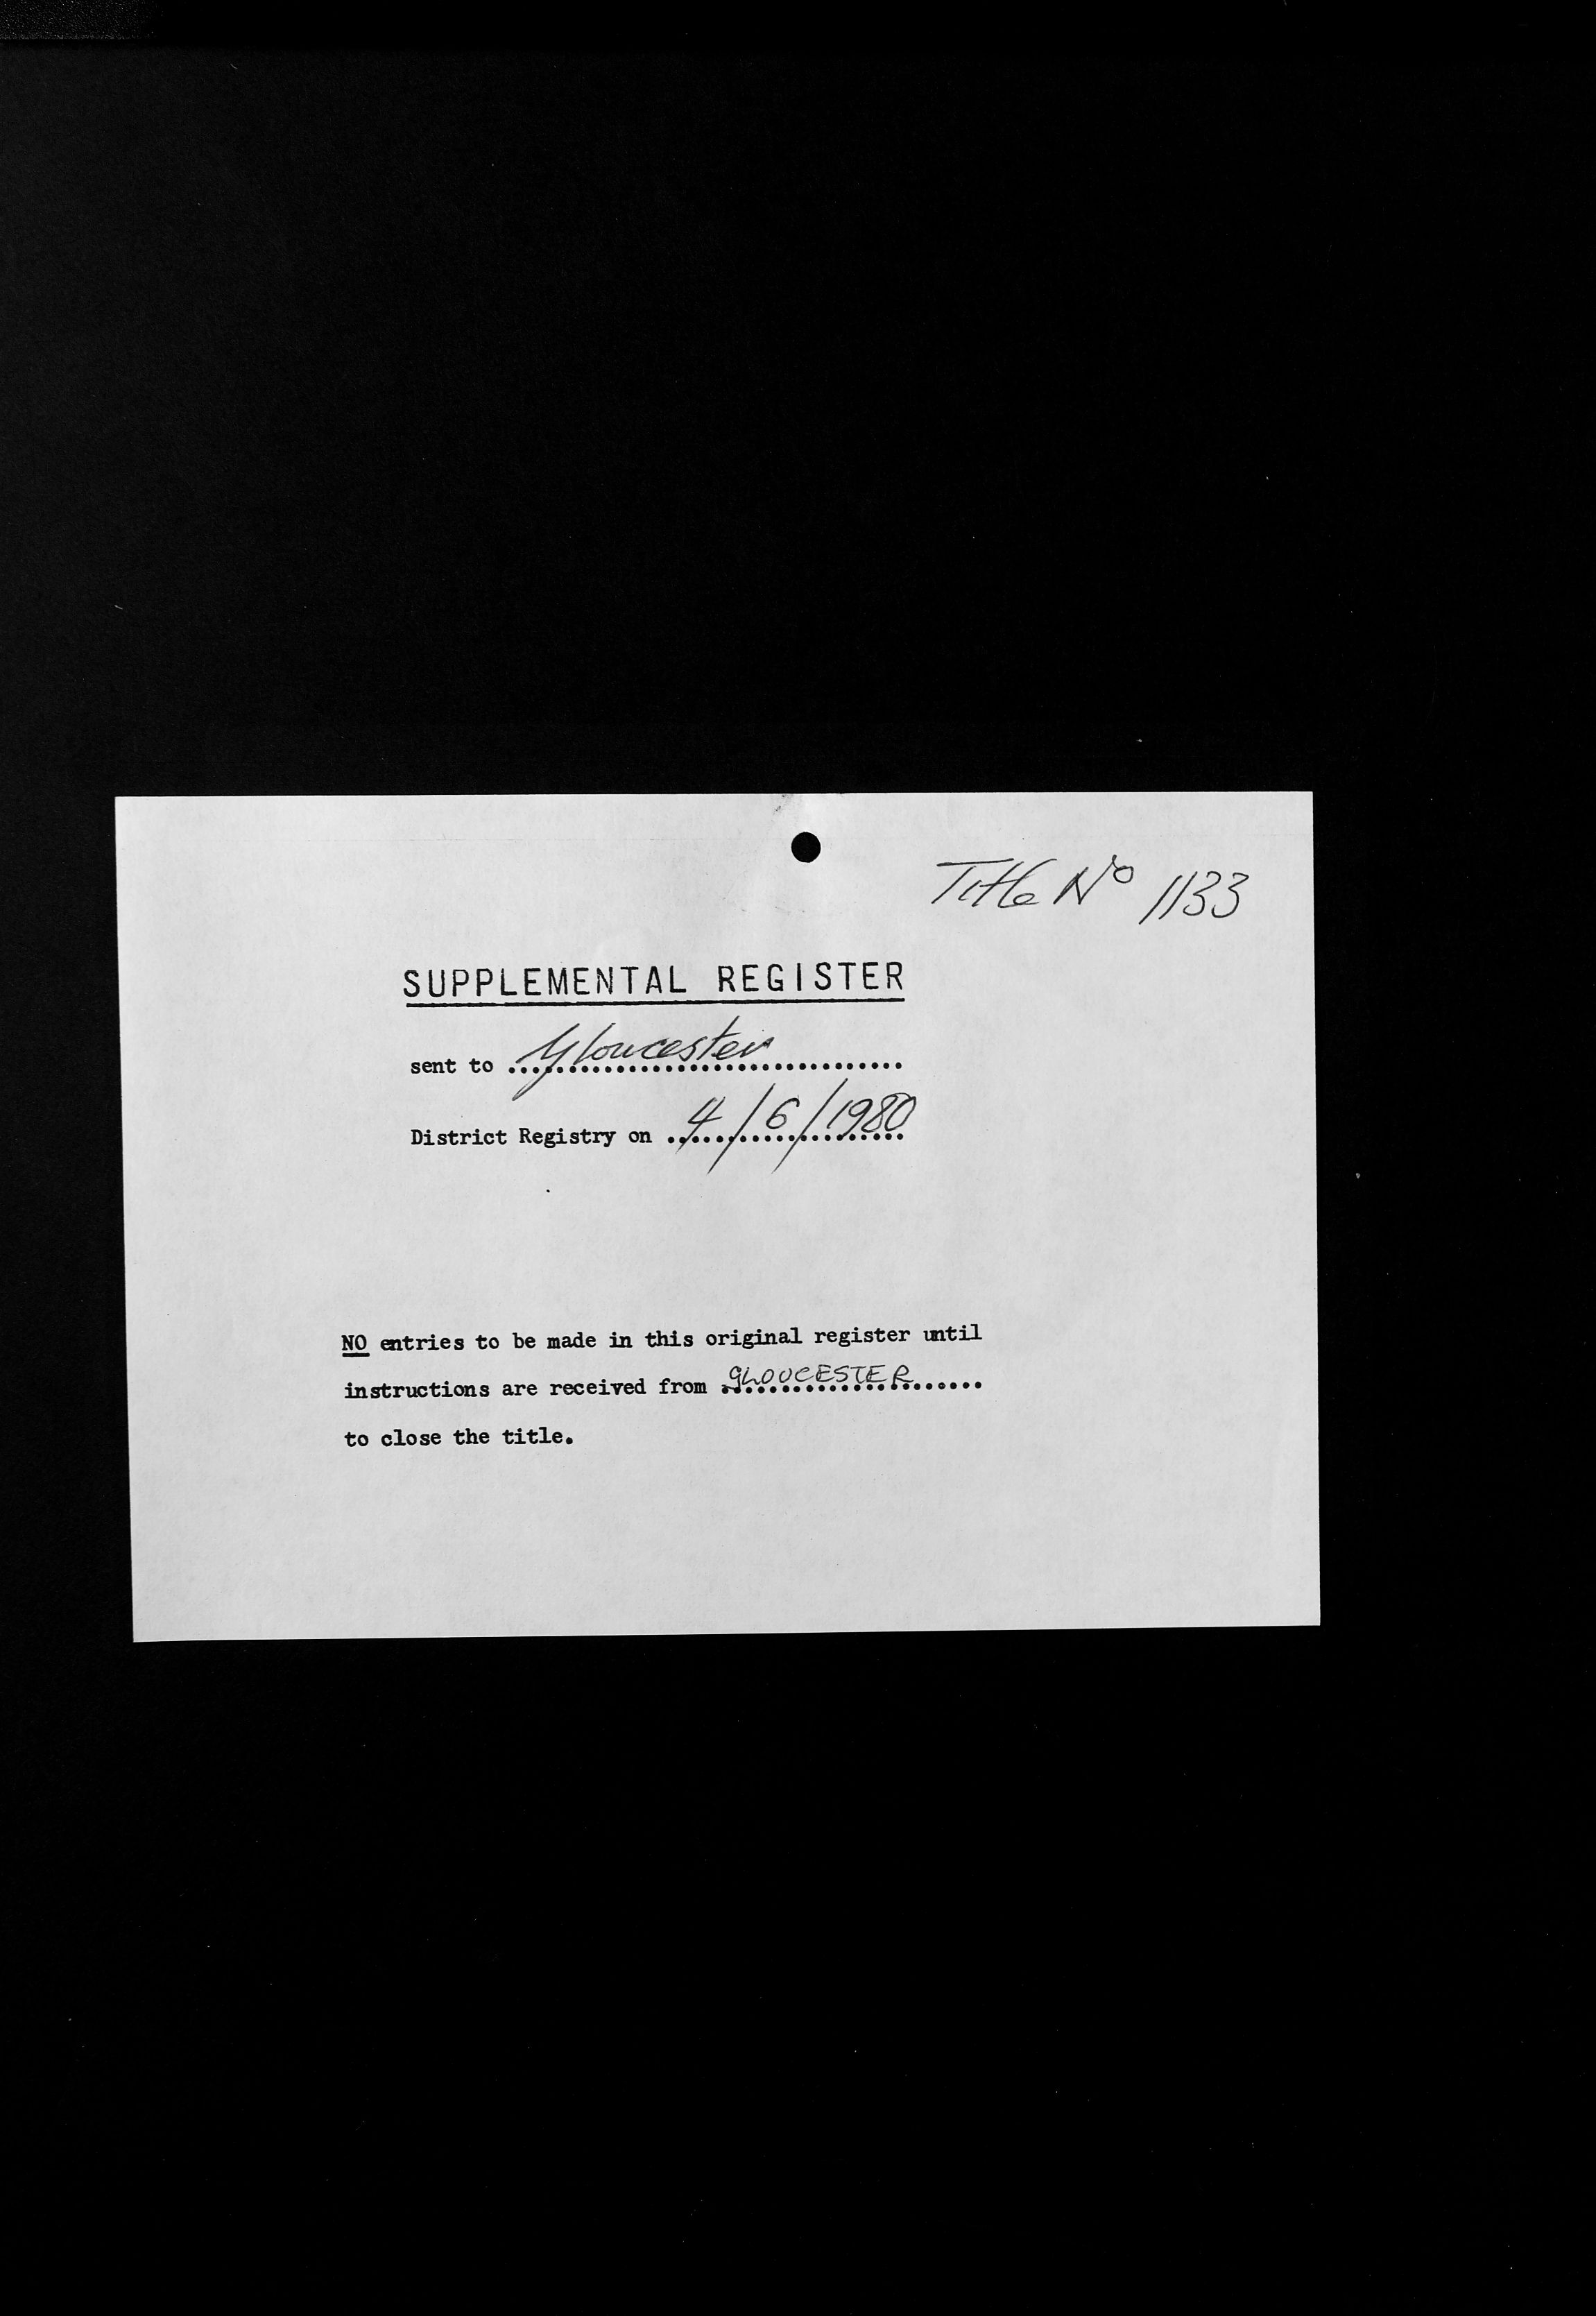 Title Nº 1133
SUPPLEMENTAL REGISTER
sent to Gloucester
District Registry on 4/6/1980
NO entries to be made in this original register until
instructions are received from GLOUCESTER
to close the title.